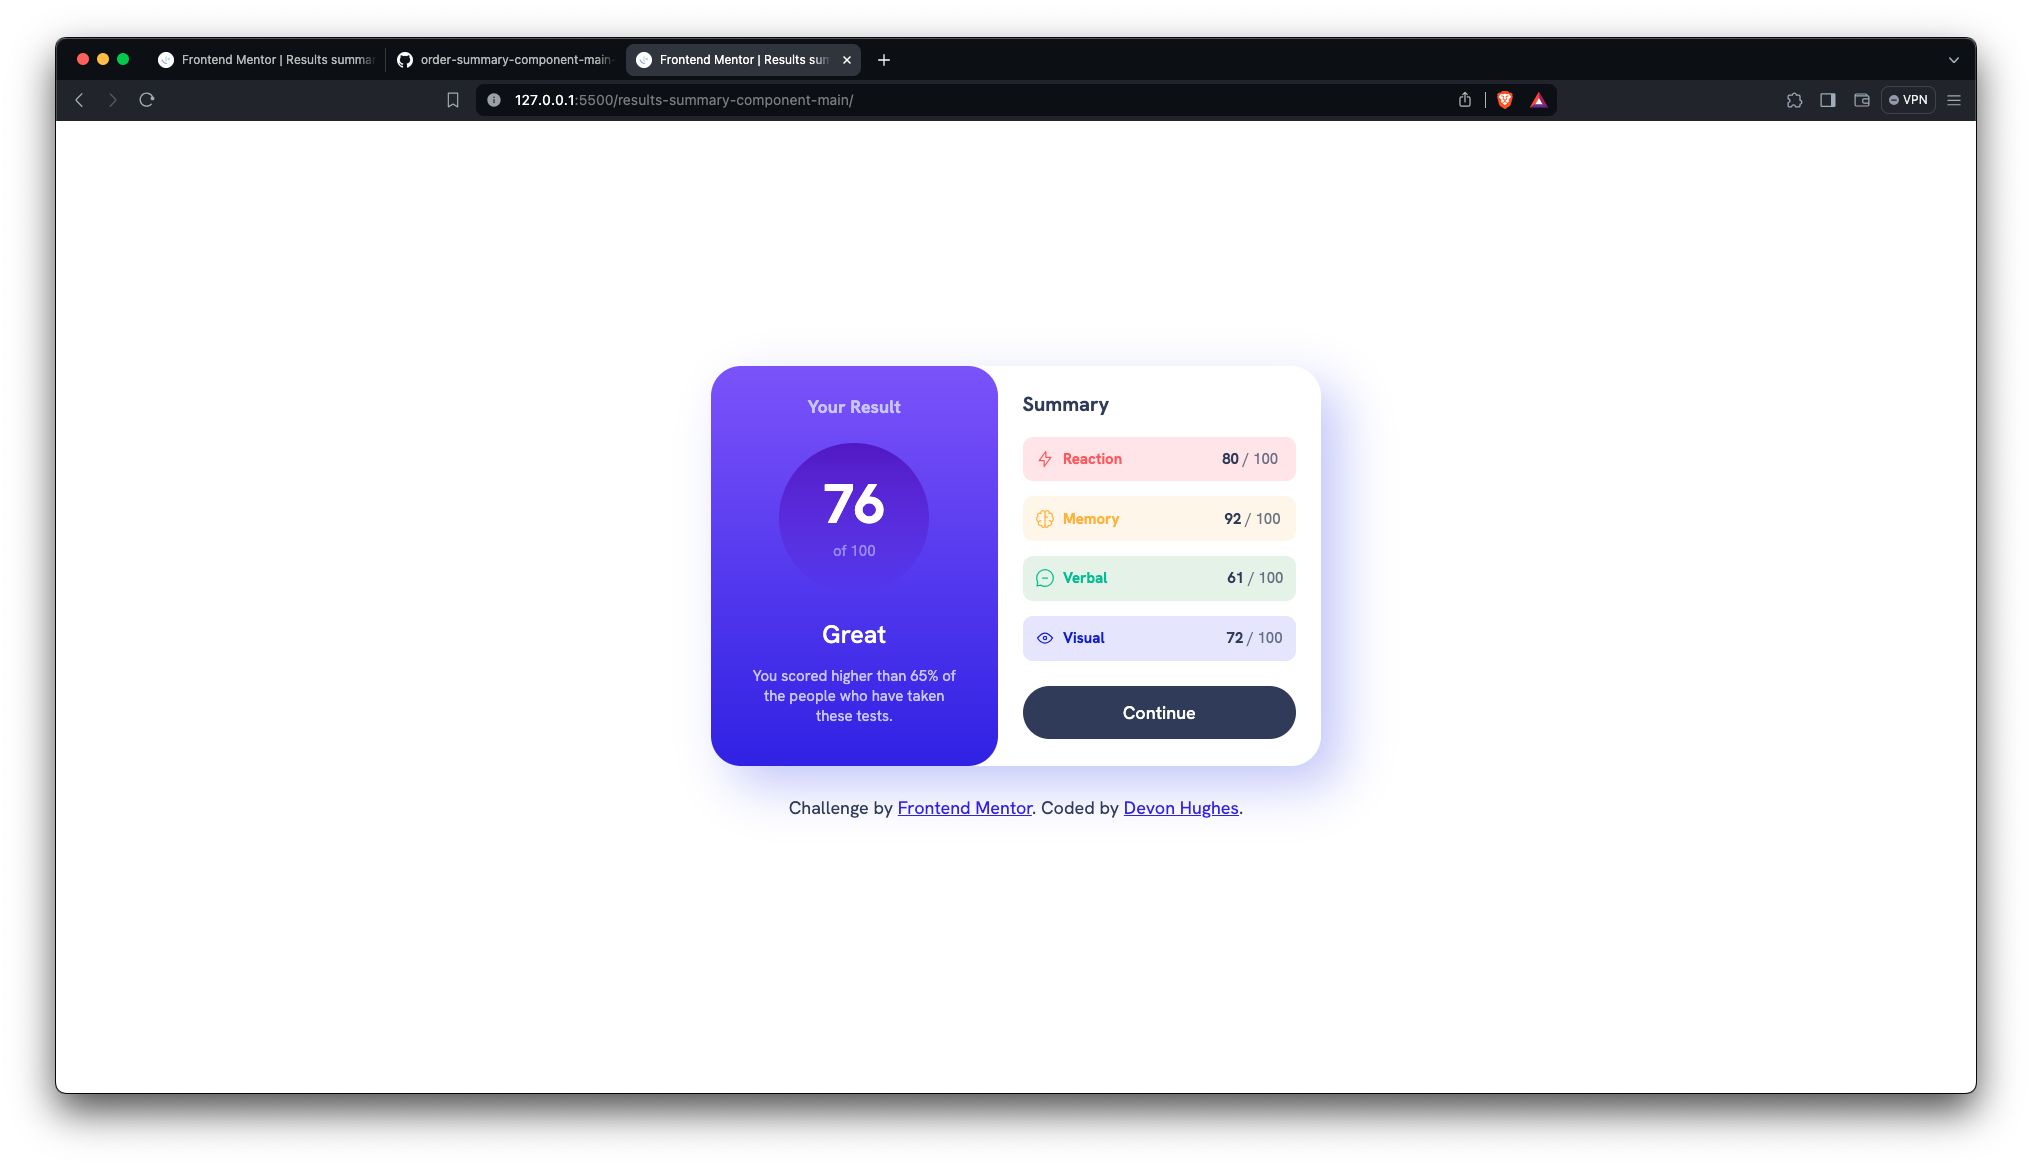 Frontend Mentor | Results summar
order-summary-component-main
Frontend Mentor | Results sum
127.0.0.1:5500/results-summary-component-main/
VPN
Your Result
76
of 100
Great
You scored higher than 65% of
the people who have taken
these tests.
Summary
Reaction 80 / 100
Memory 92 / 100
Verbal 61 / 100
Visual 72 / 100
Continue
Challenge by Frontend Mentor. Coded by Devon Hughes.